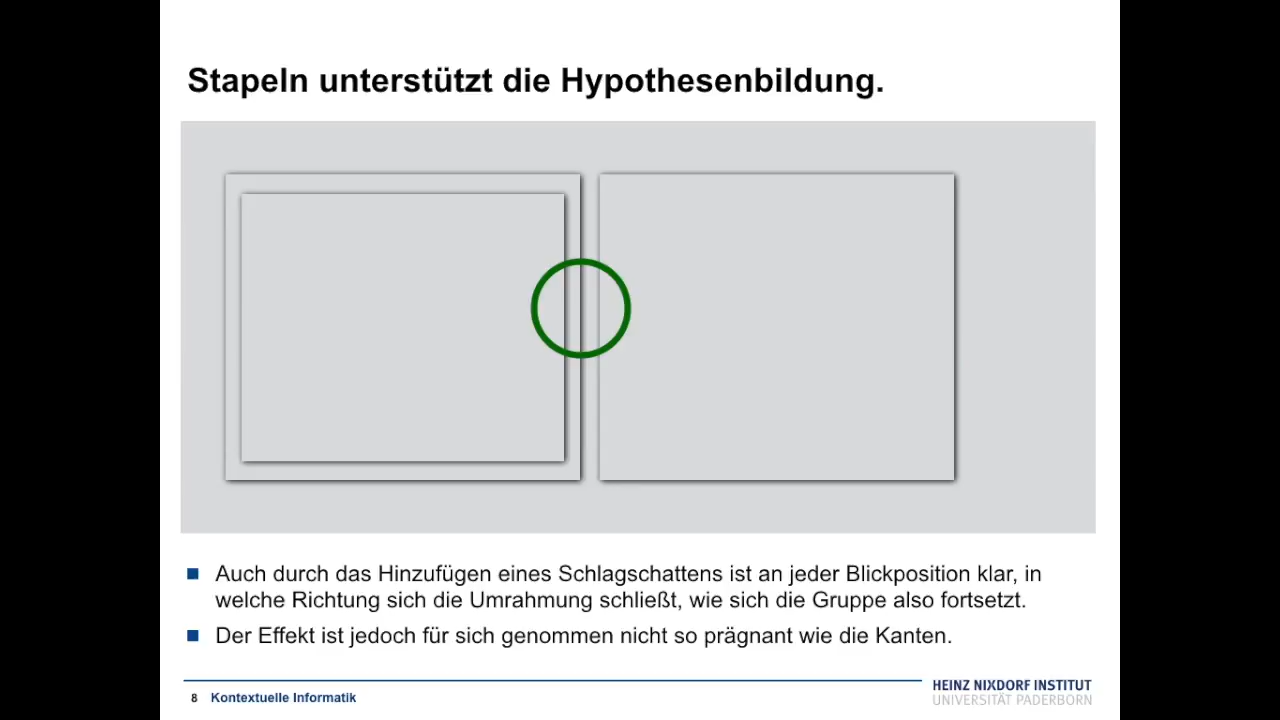 Stapeln unterstützt die Hypothesenbildung.
Auch durch das Hinzufügen eines Schlagschattens ist an jeder Blickposition klar, in
welche Richtung sich die Umrahmung schließt, wie sich die Gruppe also fortsetzt.
Der Effekt ist jedoch für sich genommen nicht so prägnant wie die Kanten.
8 Kontextuelle Informatik
HEINZ NIXDORF INSTITUT
UNIVERSITÄT PADERBORN